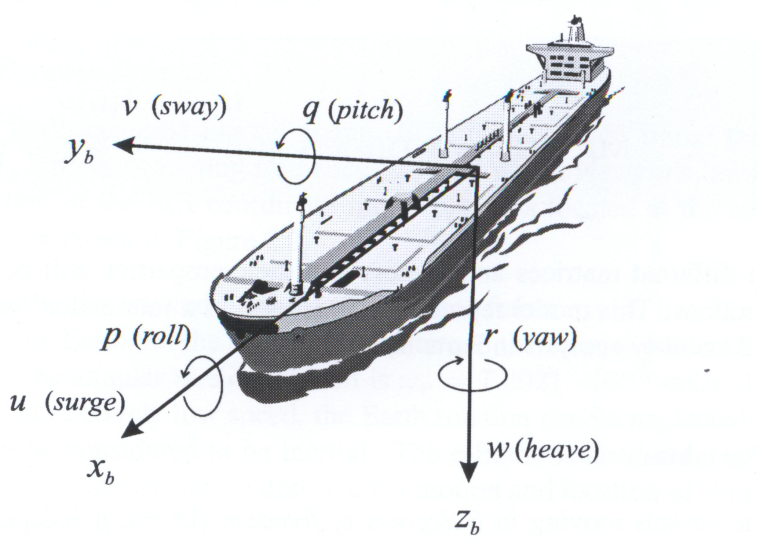 v (sway)
q (pitch)
y_b
p (roll)
r (yaw)
u (surge)
w (heave)
x_b
z_b